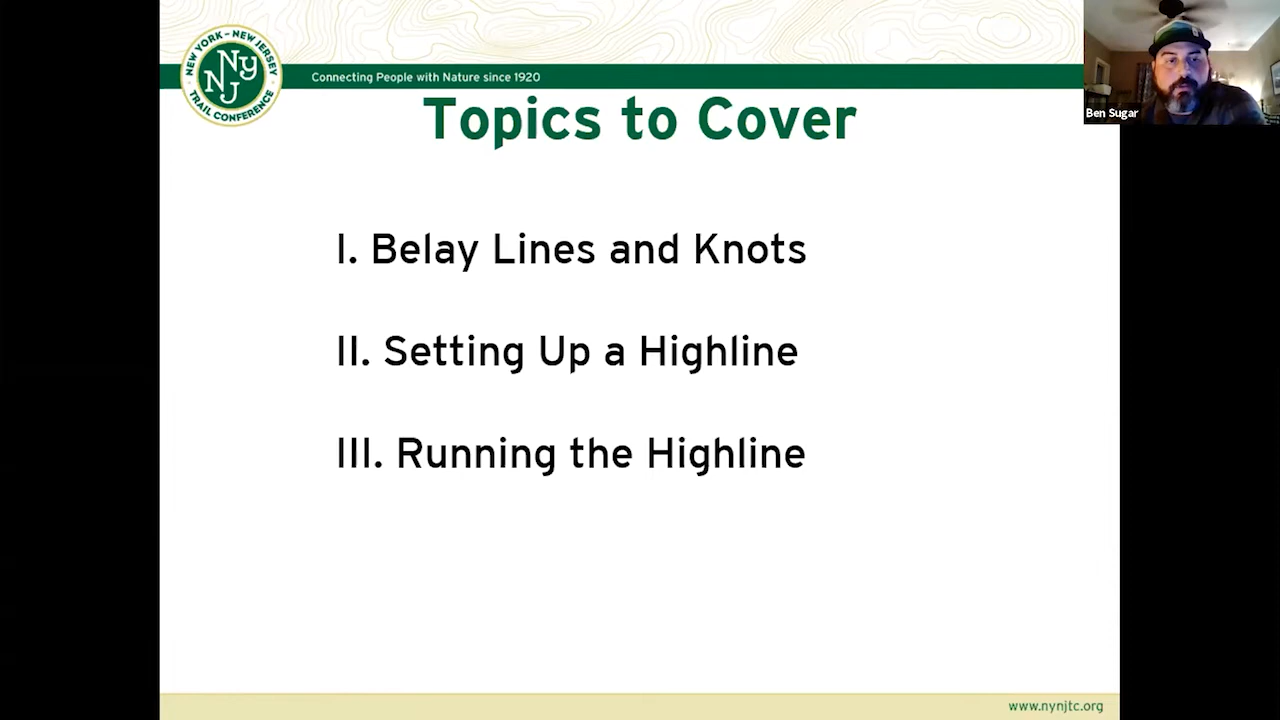 NEW YORK – NEW JERSEY
NY
NJ
TRAIL CONFERENCE
Connecting People with Nature since 1920
Topics to Cover
Ben Sugar
I. Belay Lines and Knots
II. Setting Up a Highline
III. Running the Highline
www.nynjtc.org